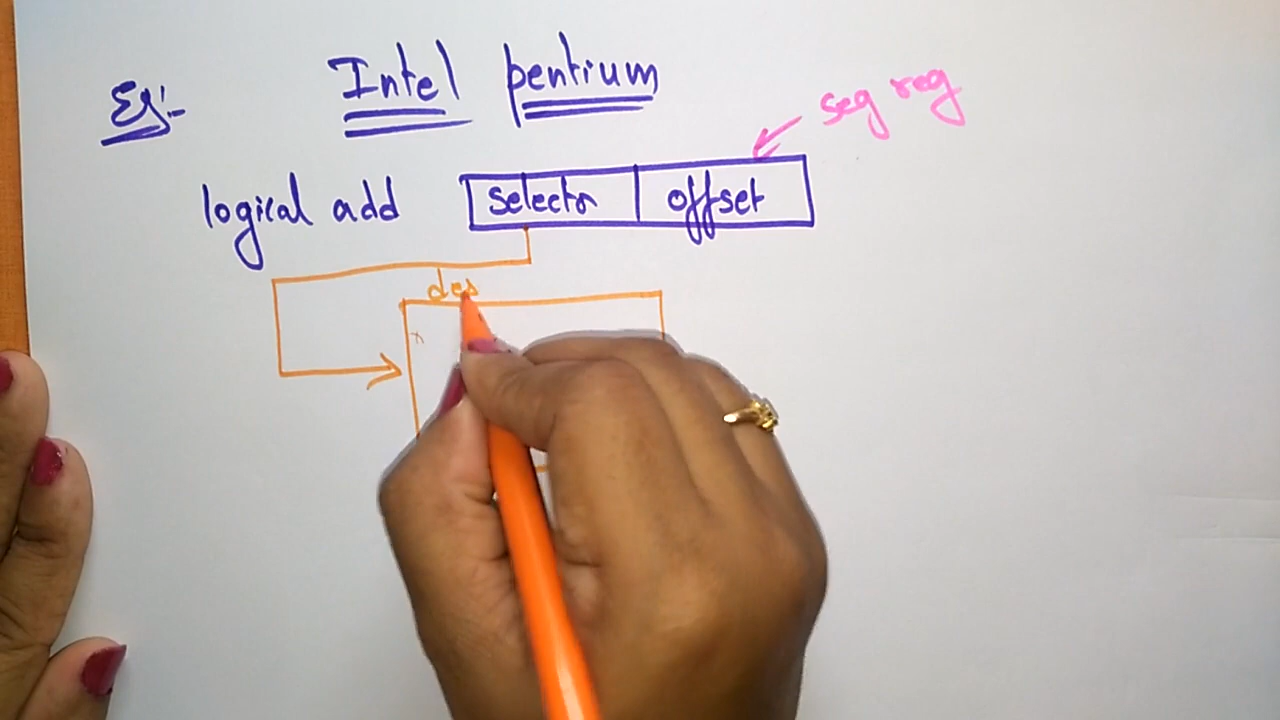 Eg:- Intel pentium
seg reg
logical add selector offset
des